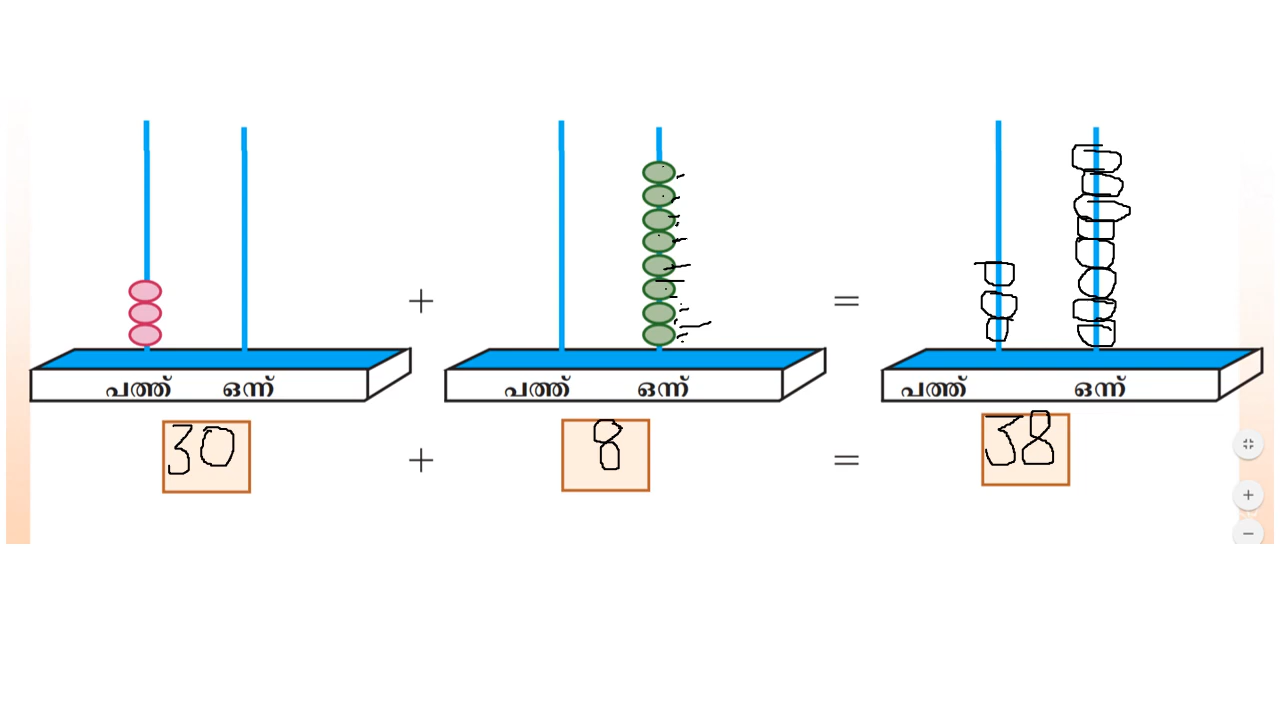 + =
പത്ത് ഒന്ന് പത്ത് ഒന്ന് പത്ത് ഒന്ന്
30 + 8 = 38